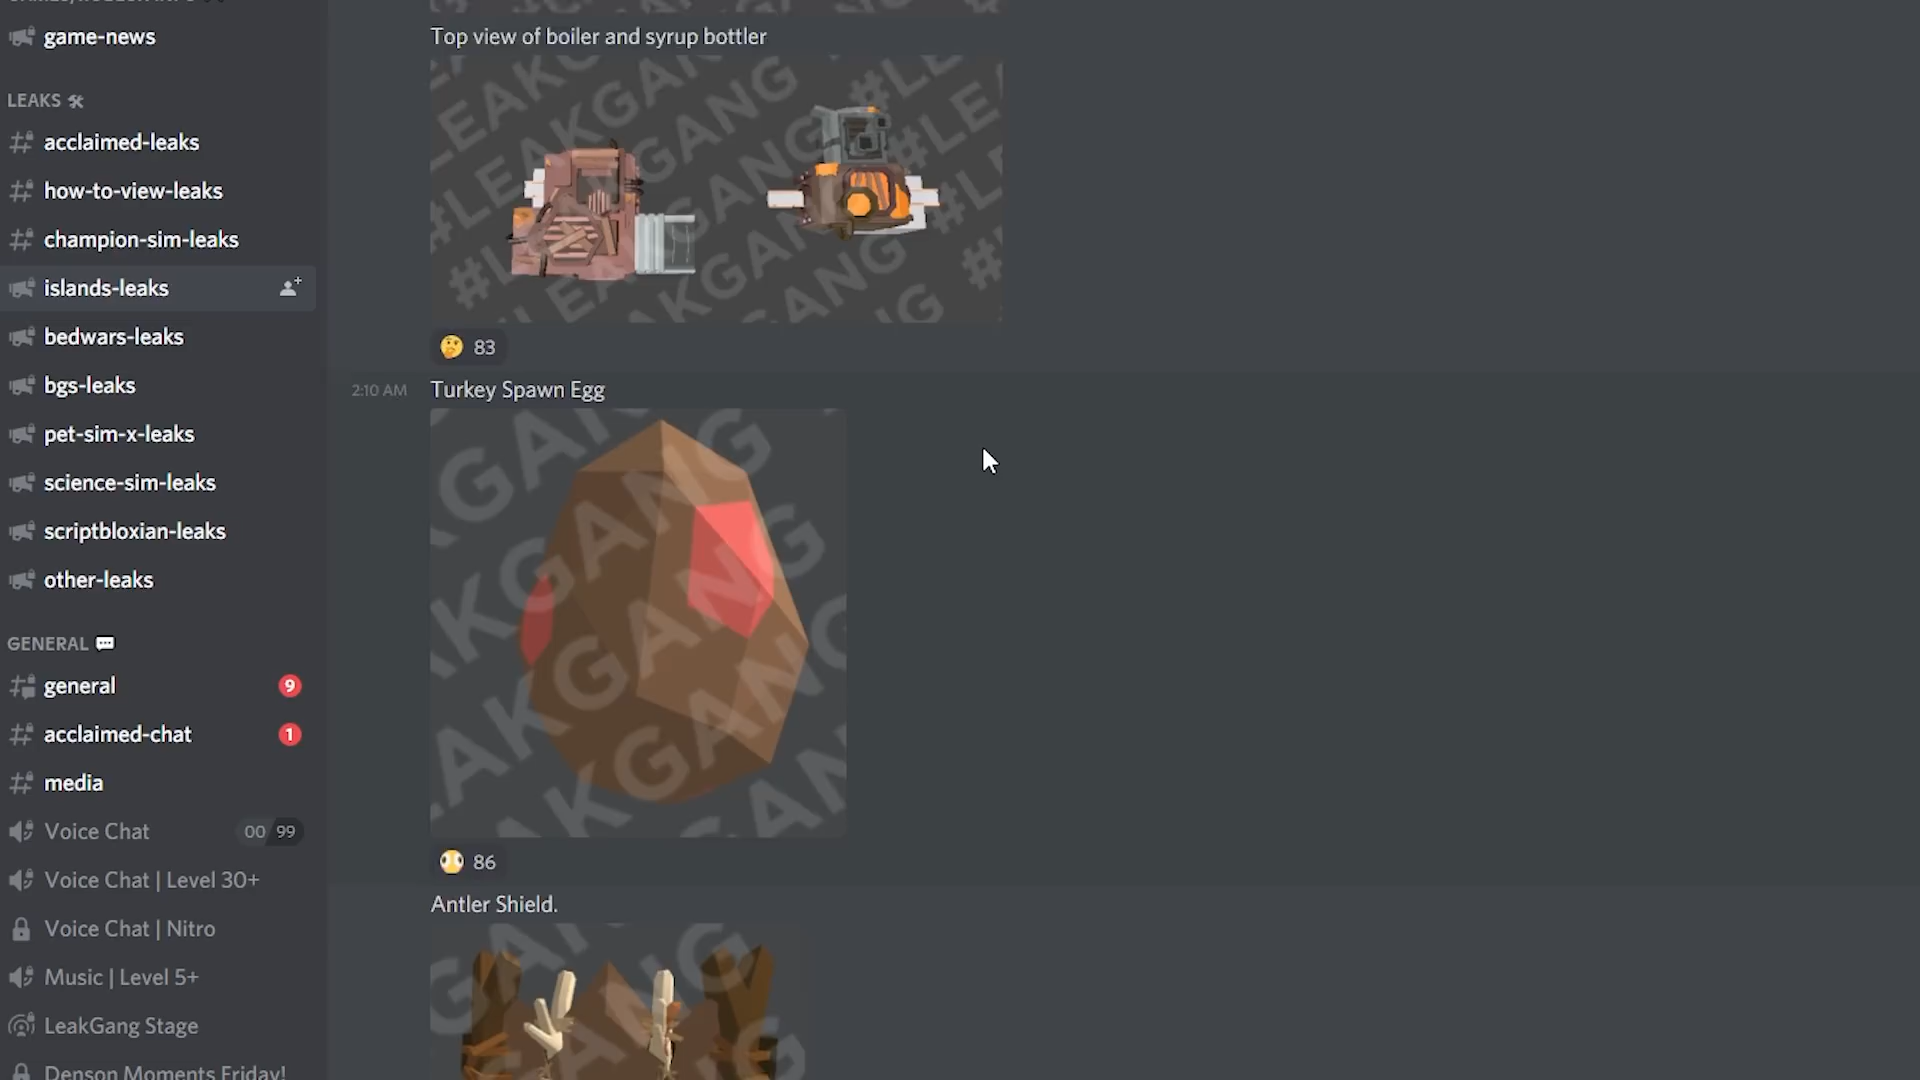 game-news
LEAKS
acclaimed-leaks
how-to-view-leaks
champion-sim-leaks
islands-leaks
bedwars-leaks
bgs-leaks
pet-sim-x-leaks
science-sim-leaks
scriptbloxian-leaks
other-leaks
GENERAL
general
9
acclaimed-chat
1
media
Voice Chat
00 99
Voice Chat | Level 30+
Voice Chat | Nitro
Music | Level 5+
LeakGang Stage
Denson Moments Friday!
Top view of boiler and syrup bottler
#LEAKGANG
83
2:10 AM Turkey Spawn Egg
LEAKGANG
86
Antler Shield.